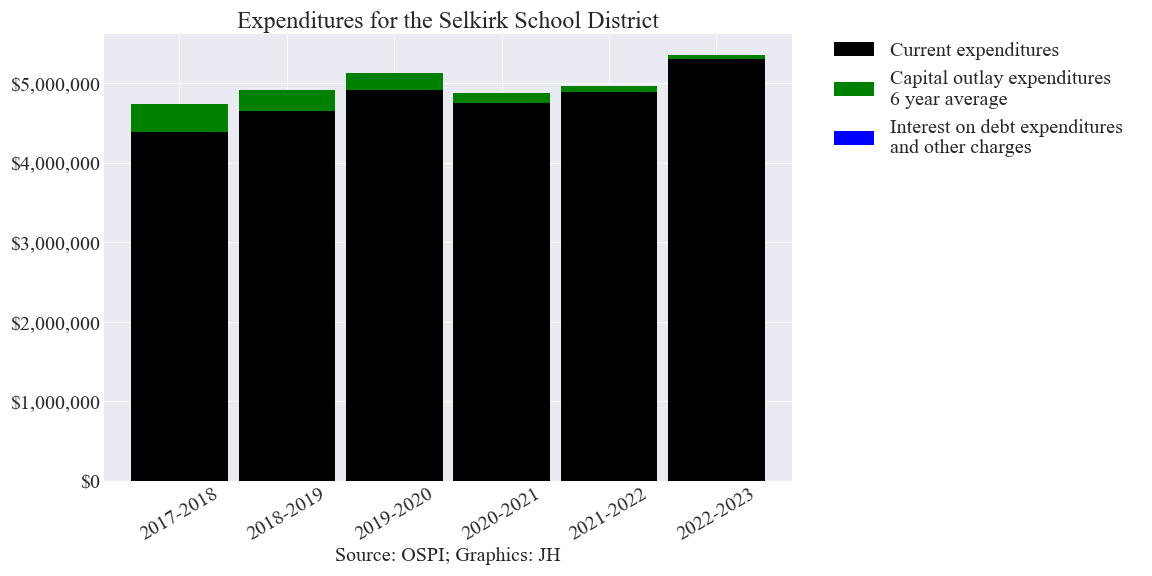 Expenditures for the Selkirk School District
Current expenditures
Capital outlay expenditures
6 year average
Interest on debt expenditures
and other charges
$5,000,000
$4,000,000
$3,000,000
$2,000,000
$1,000,000
$0
2017-2018
2018-2019
2019-2020
2020-2021
2021-2022
2022-2023
Source: OSPI; Graphics: JH